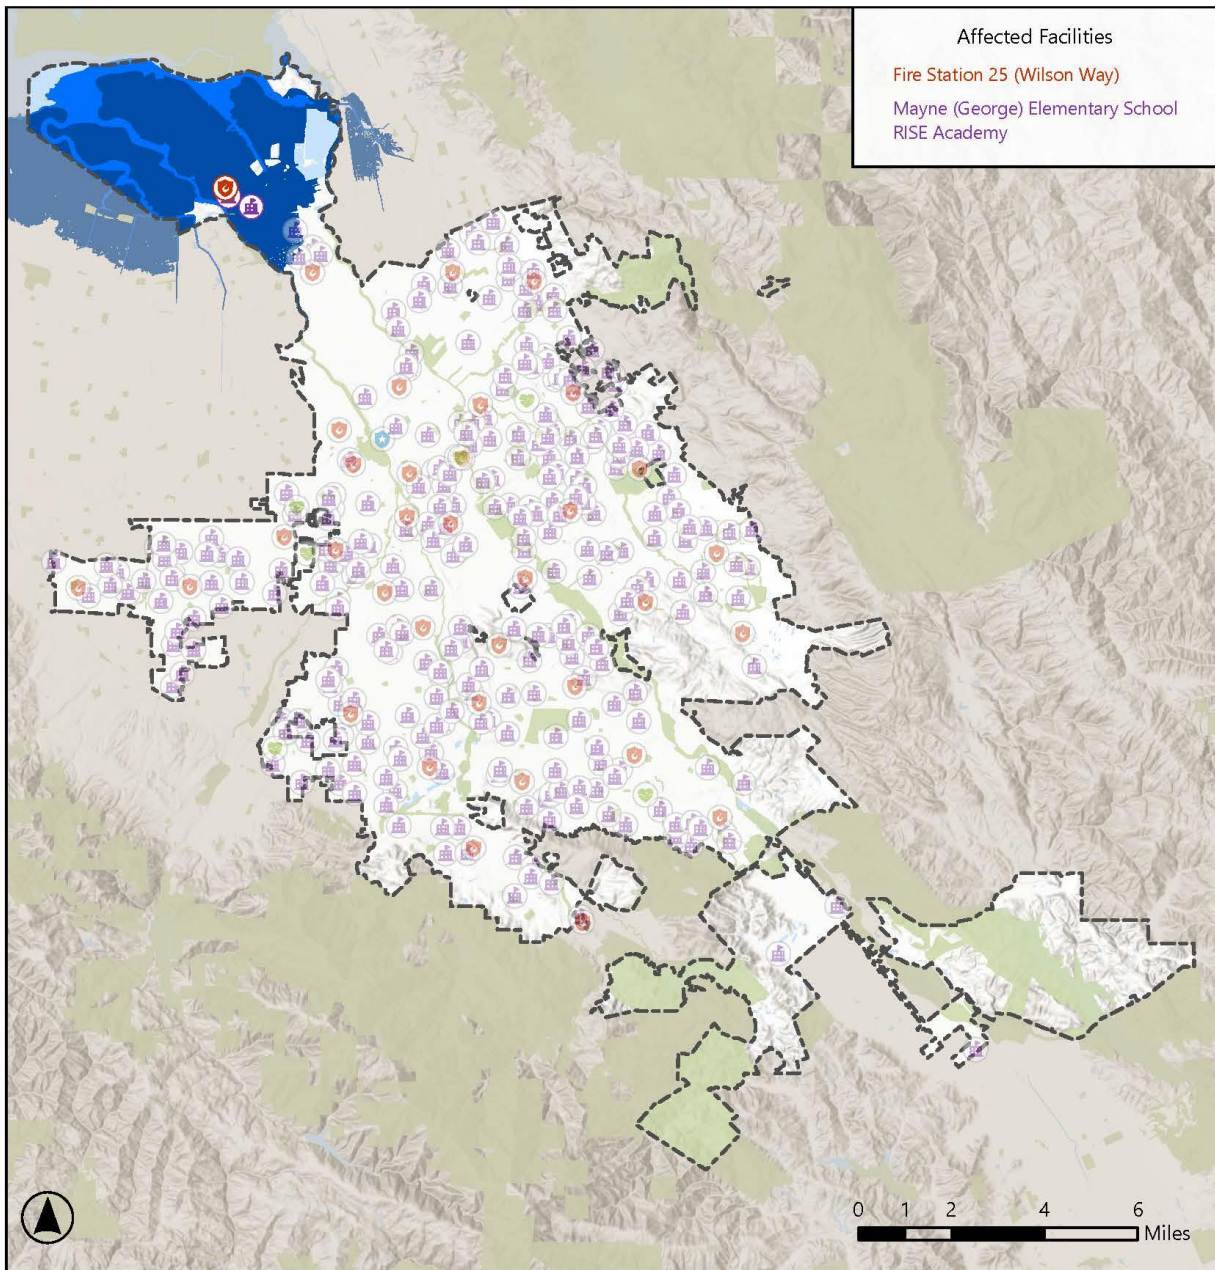 Affected Facilities
Fire Station 25 (Wilson Way)
Mayne (George) Elementary School
RISE Academy
0 1 2 4 6
Miles